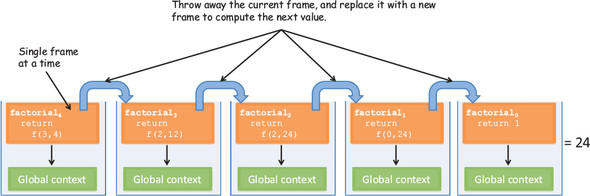 Throw away the current frame, and replace it with a new
frame to compute the next value.
Single frame
at a time
factorial4
return
f(3,4)
Global context
factorial3
return
f(2,12)
Global context
factorial2
return
f(2,24)
Global context
factorial1
return
f(0,24)
Global context
factorial0
return 1
Global context
= 24